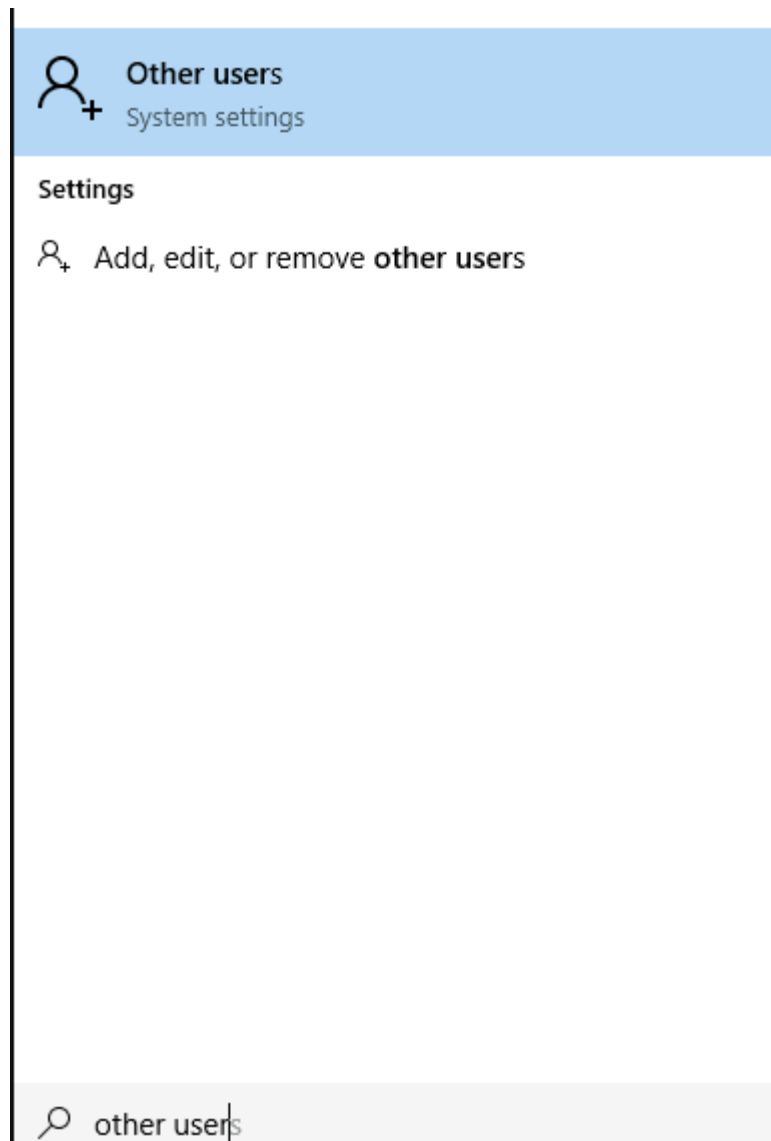 Other users
System settings
Settings
Add, edit, or remove other users
other users